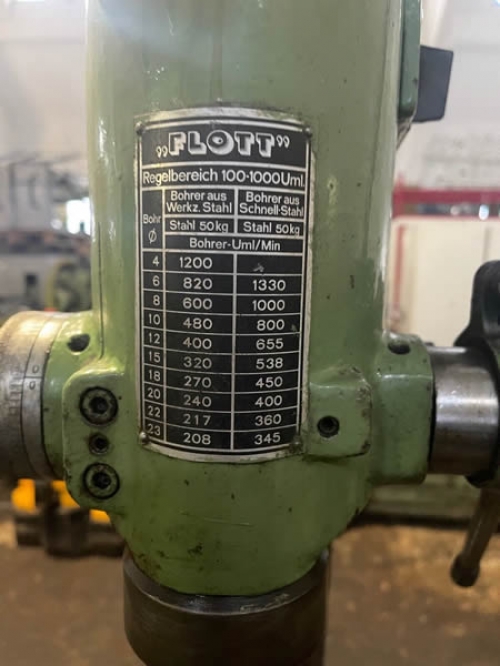 „FLOTT”
Regelbereich 100-1000 Uml.
Bohr ø Bohrer aus Werkz. Stahl Bohrer aus Schnell-Stahl
Stahl 50kg Stahl 50kg
Bohrer-Uml/Min
4 1200
6 820 1330
8 600 1000
10 480 800
12 400 655
15 320 538
18 270 450
20 240 400
22 217 360
23 208 345